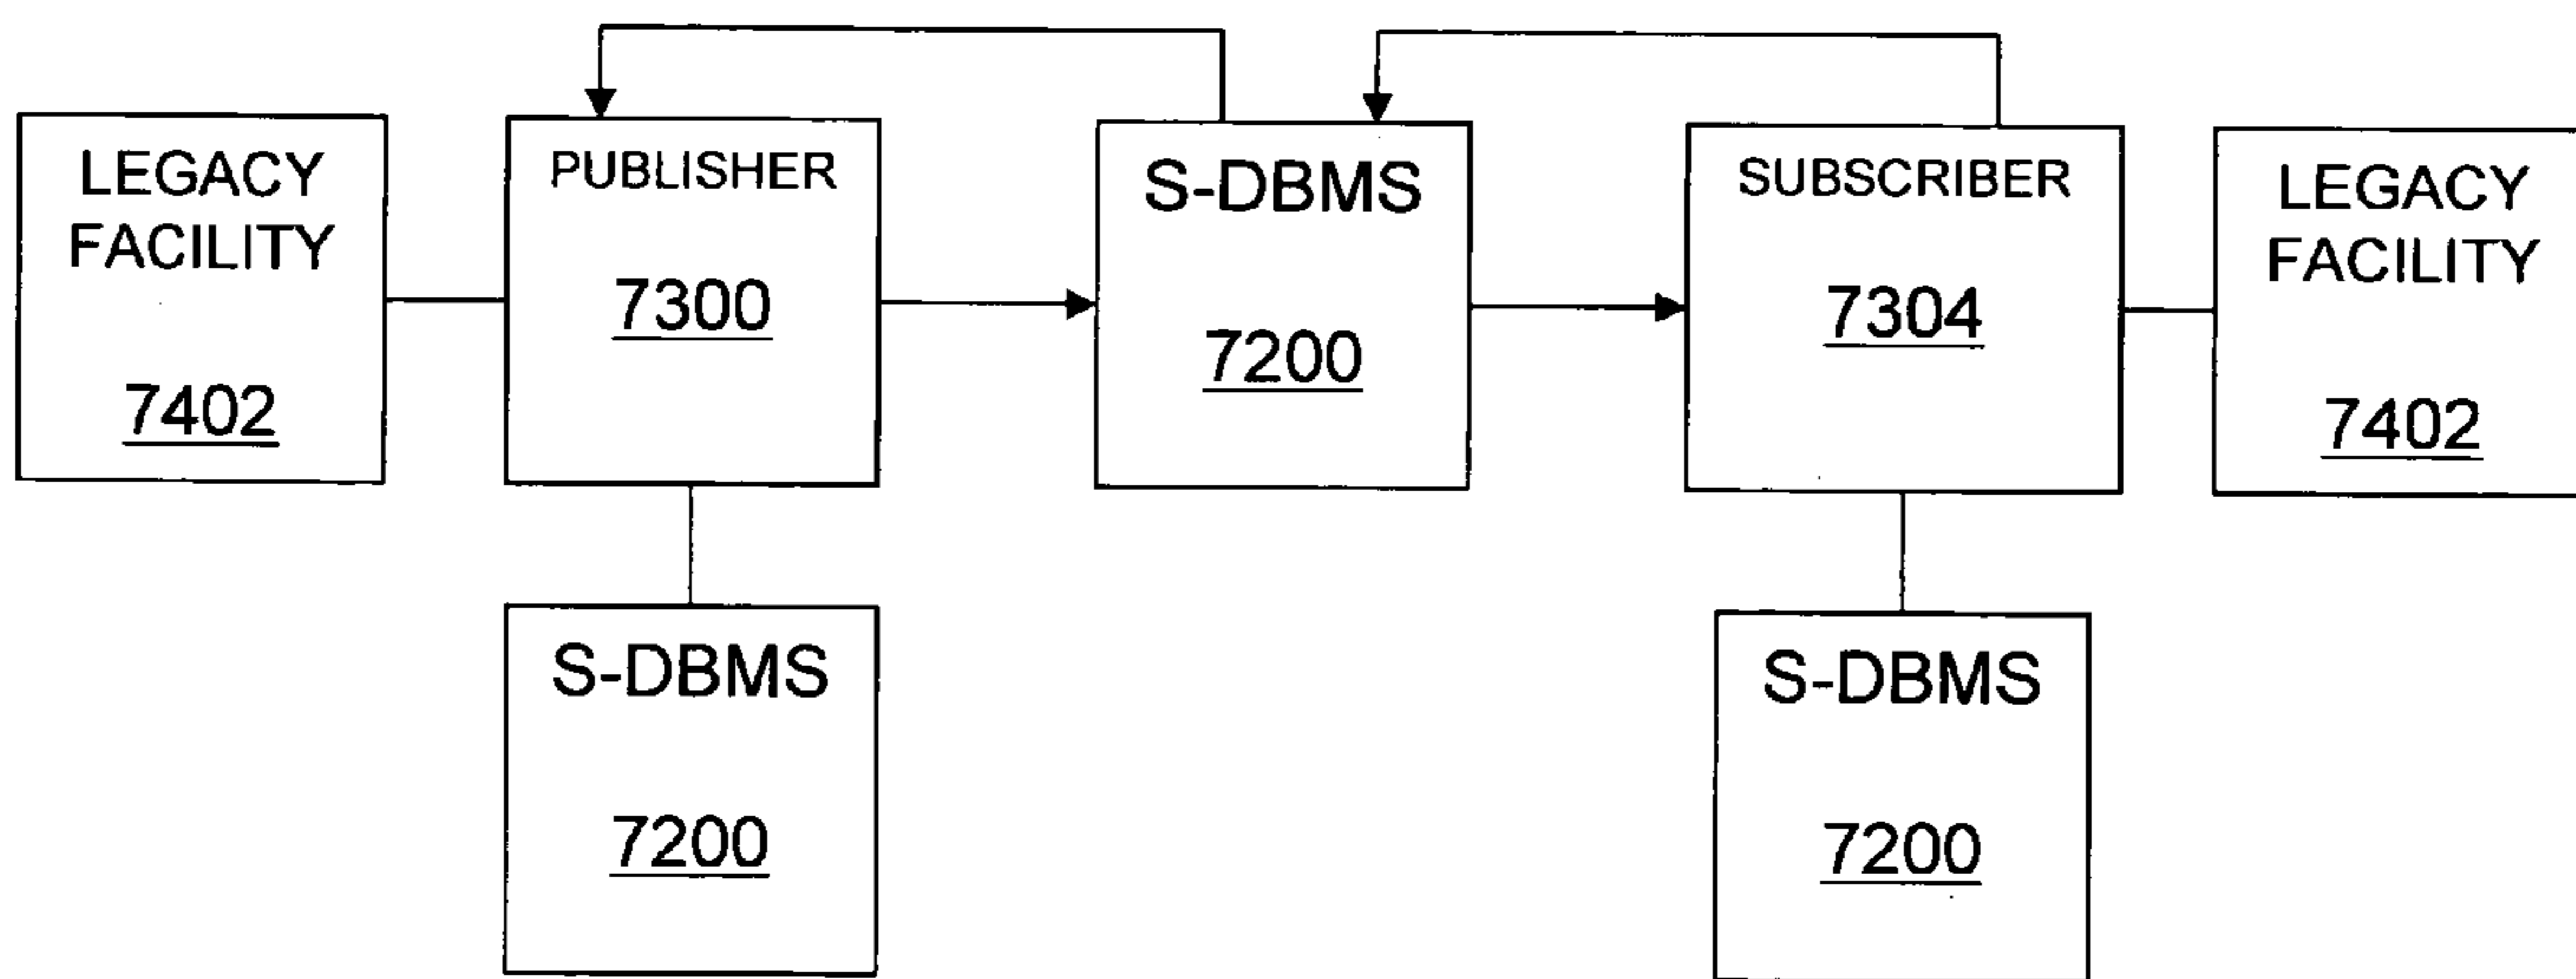 LEGACY
FACILITY
7402
PUBLISHER
7300
S-DBMS
7200
SUBSCRIBER
7304
LEGACY
FACILITY
7402
S-DBMS
7200
S-DBMS
7200